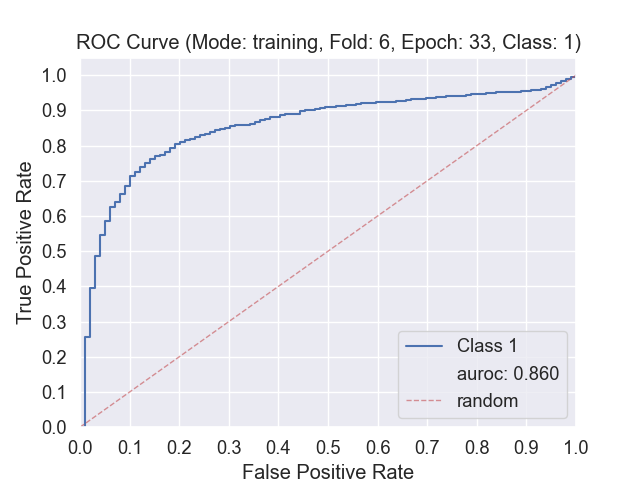 ROC Curve (Mode: training, Fold: 6, Epoch: 33, Class: 1)
True Positive Rate
1.0
0.9
0.8
0.7
0.6
0.5
0.4
0.3
0.2
0.1
0.0
0.0 0.1 0.2 0.3 0.4 0.5 0.6 0.7 0.8 0.9 1.0
False Positive Rate
Class 1
auroc: 0.860
random